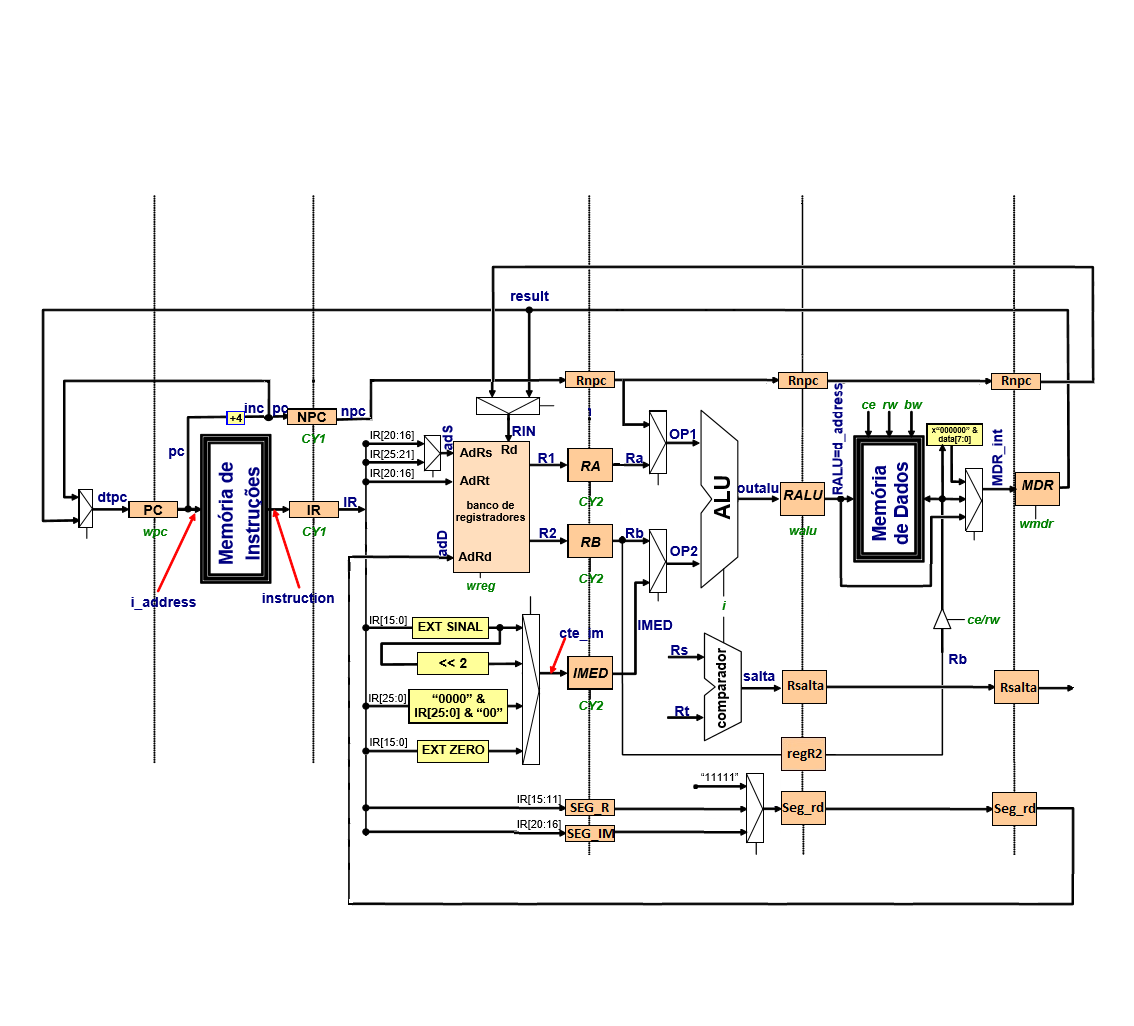 result
Rnpc
Rnpc
Rnpc
RALU=d_address
ce rw bw
inc_pc
+4
NPC
npc
CY1
RIN
IR[20:16]
adS
x"000000" &
data[7:0]
MDR_int
OP1
pc
IR[25:21]
AdRs
Rd
R1
RA
Ra
IR[20:16]
AdRt
CY2
dtpc
PC
wpc
Memória de
Instruções
IR
CY1
IR
banco de
registradores
ALU
outalu
RALU
walu
Memória
de Dados
MDR
wmdr
R2
RB
Rb
OP2
adD
AdRd
CY2
wreg
i_address
instruction
i
IR[15:0]
EXT SINAL
cte_im
IMED
ce/rw
<< 2
IMED
CY2
Rs
comparador
salta
Rsalta
Rb
Rsalta
IR[25:0]
“0000” &
IR[25:0] & “00”
Rt
IR[15:0]
EXT ZERO
regR2
“11111”
IR[15:11]
SEG_R
Seg_rd
Seg_rd
IR[20:16]
SEG_IM